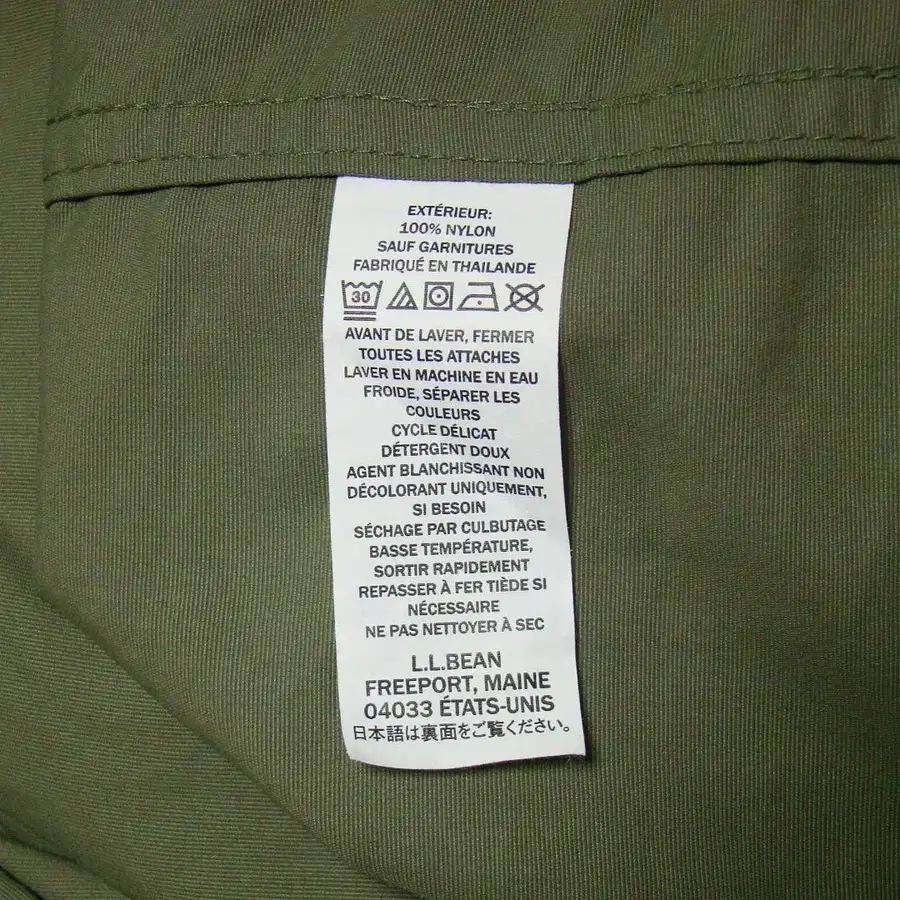 EXTÉRIEUR:
100% NYLON
SAUF GARNITURES
FABRIQUÉ EN THAILANDE
30
AVANT DE LAVER, FERMER
TOUTES LES ATTACHES
LAVER EN MACHINE EN EAU
FROIDE, SÉPARER LES
COULEURS
CYCLE DÉLICAT
DÉTERGENT DOUX
AGENT BLANCHISSANT NON
DÉCOLORANT UNIQUEMENT,
SI BESOIN
SÉCHAGE PAR CULBUTAGE
BASSE TEMPÉRATURE,
SORTIR RAPIDEMENT
REPASSER À FER TIÈDE SI
NÉCESSAIRE
NE PAS NETTOYER À SEC
L.L.BEAN
FREEPORT, MAINE
04033 ÉTATS-UNIS
日本語は裏面をご覧ください。